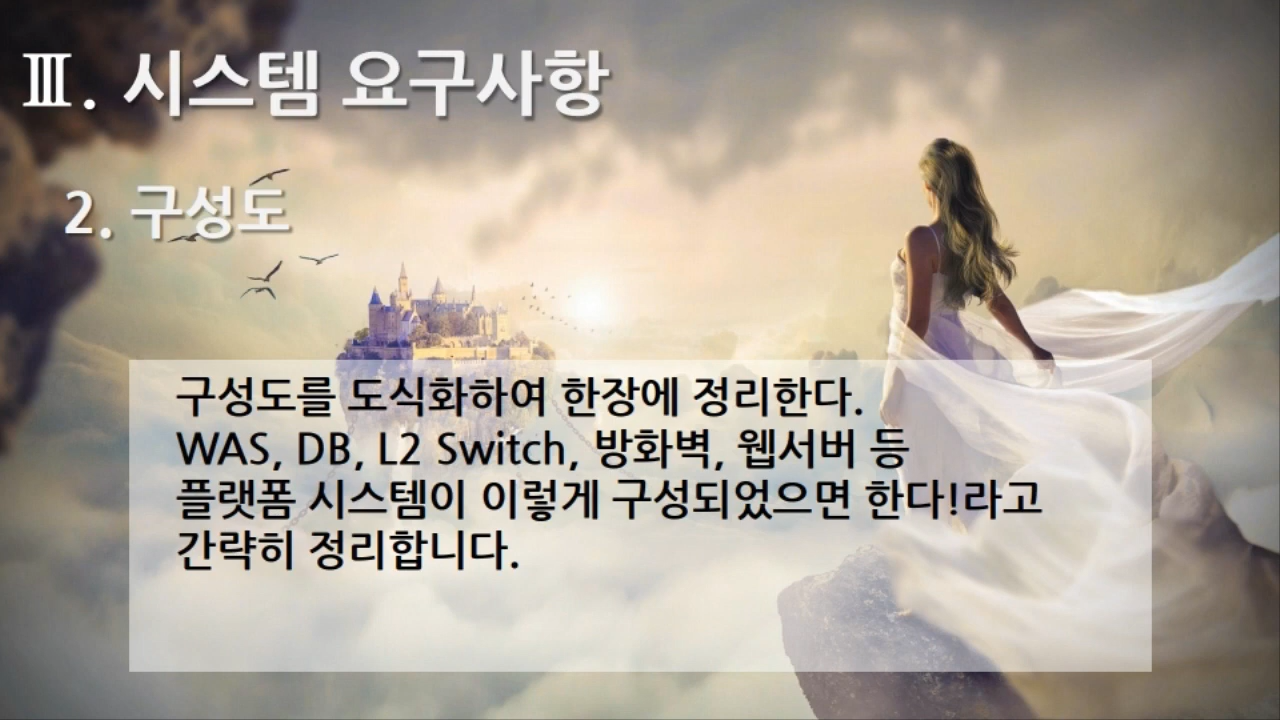 Ⅲ. 시스템 요구사항
2. 구성도
구성도를 도식화하여 한장에 정리한다.
WAS, DB, L2 Switch, 방화벽, 웹서버 등
플랫폼 시스템이 이렇게 구성되었으면 한다!라고
간략히 정리합니다.